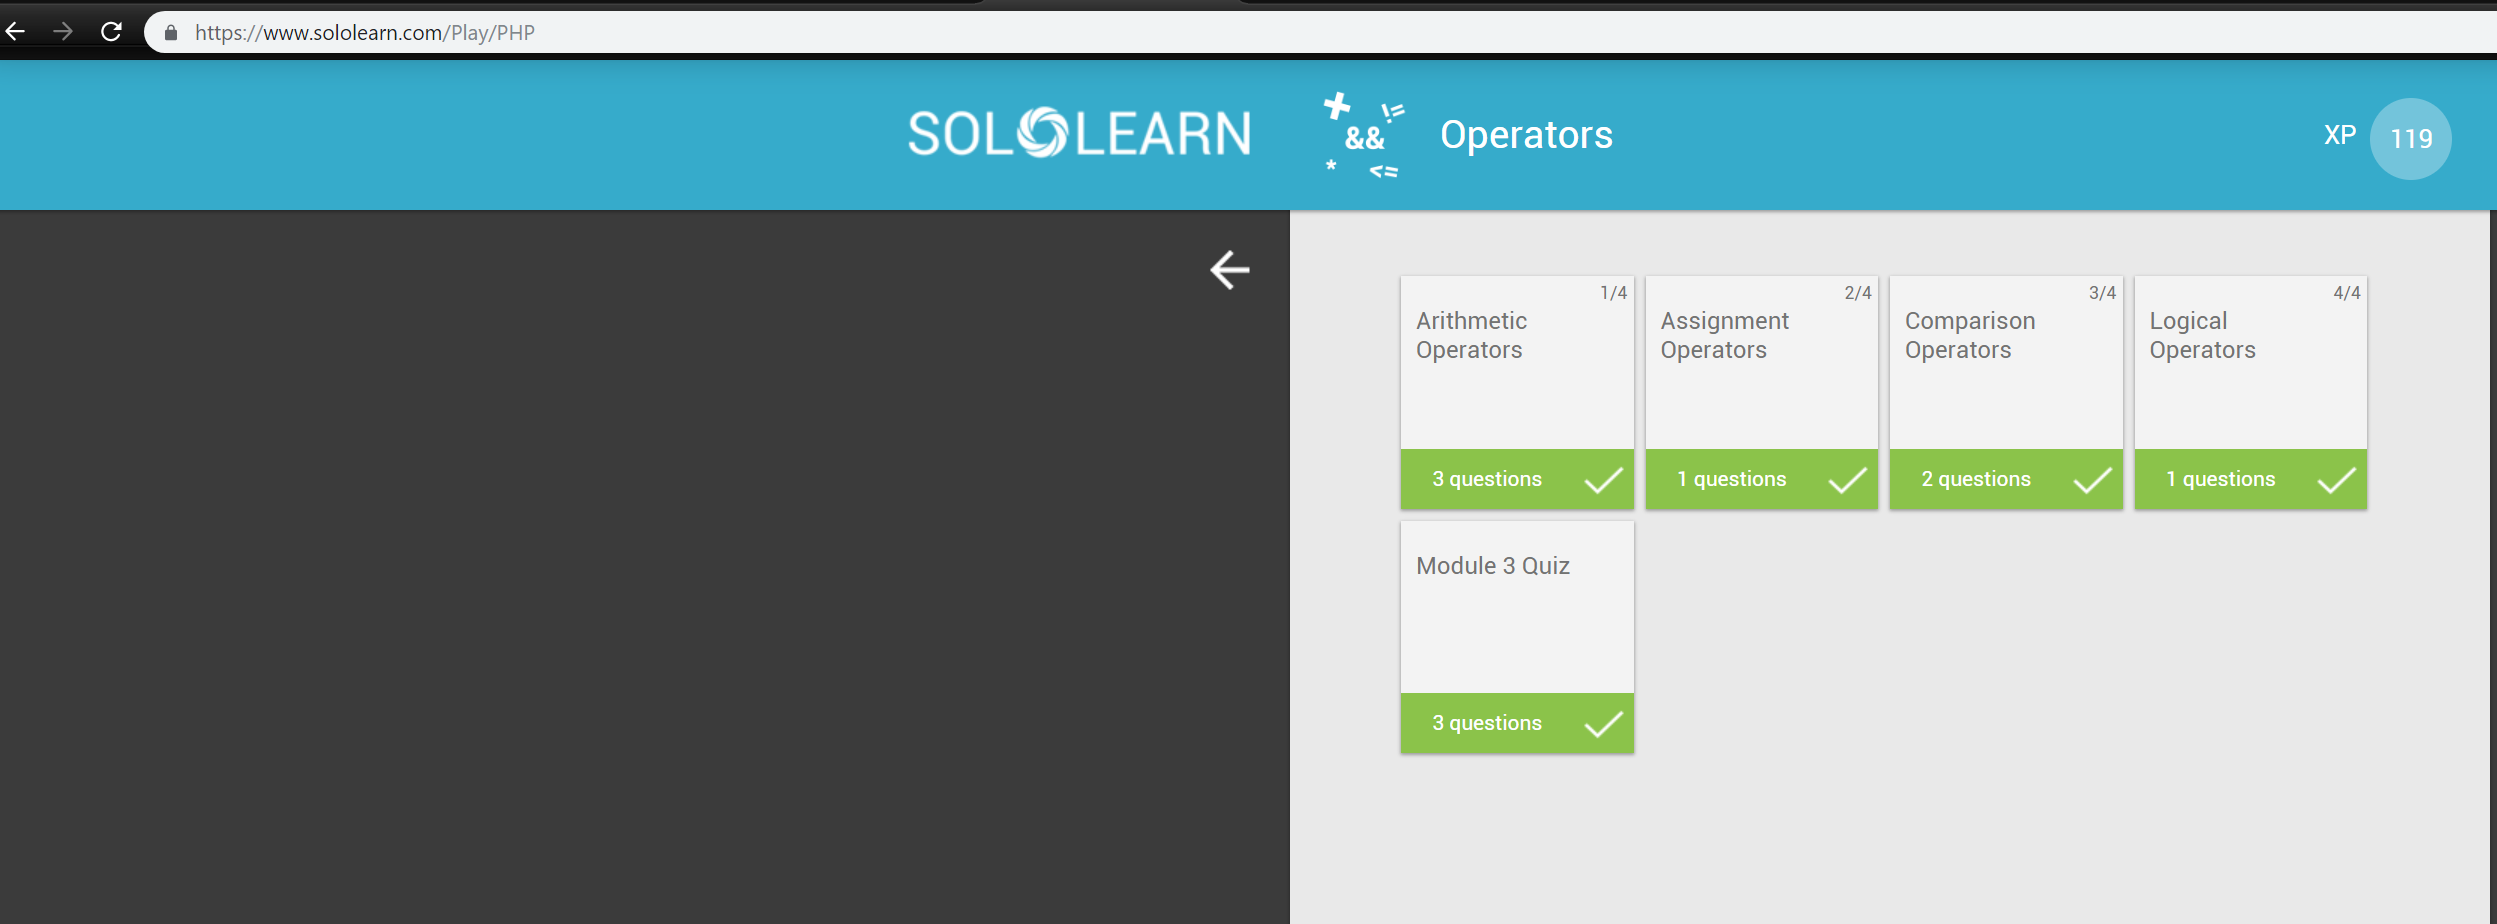 https://www.sololearn.com/Play/PHP
SOLOLEARN
+ != && * <=
Operators
XP 119
1/4
Arithmetic
Operators
3 questions
2/4
Assignment
Operators
1 questions
3/4
Comparison
Operators
2 questions
4/4
Logical
Operators
1 questions
Module 3 Quiz
3 questions